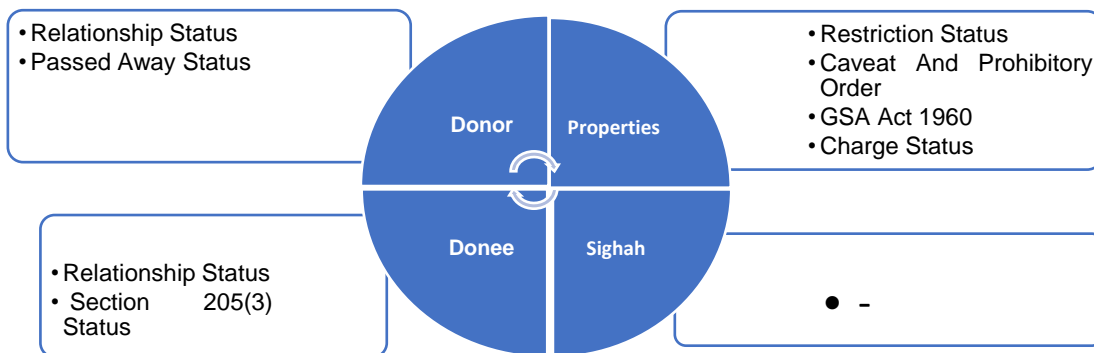 • Relationship Status
• Passed Away Status
• Restriction Status
• Caveat And Prohibitory
Order
• GSA Act 1960
• Charge Status
Donor
Properties
Donee
Sighah
• Relationship Status
• Section 205(3)
Status
• -